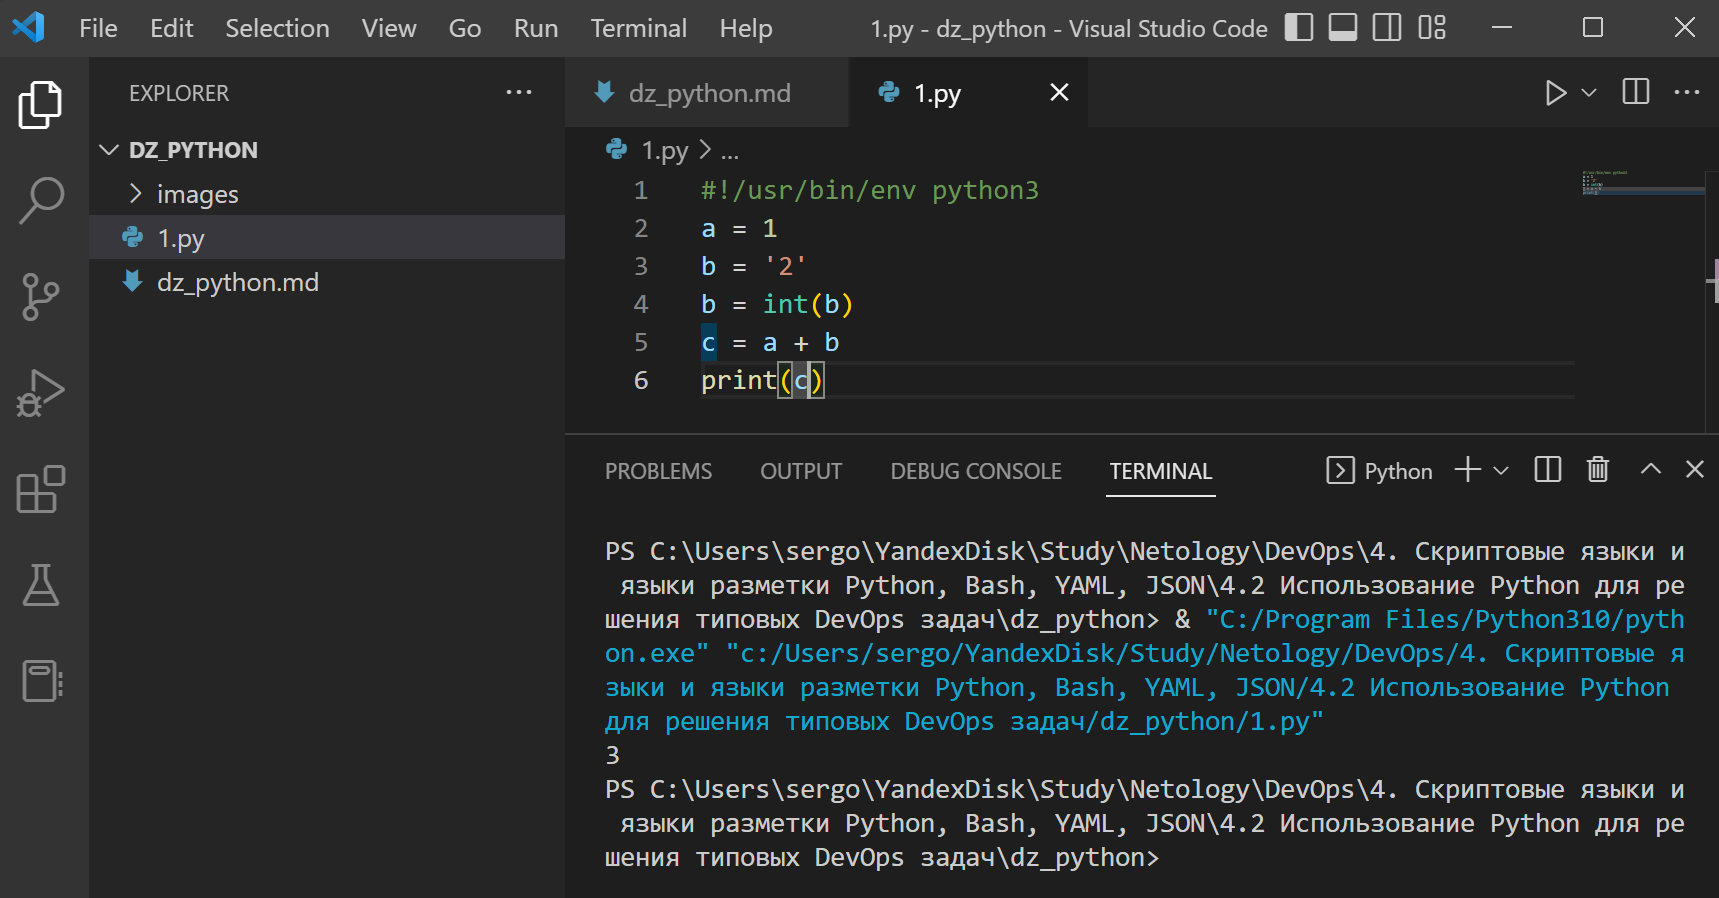 File Edit Selection View Go Run Terminal Help 1.py - dz_python - Visual Studio Code
EXPLORER
DZ_PYTHON
images
1.py
dz_python.md
dz_python.md 1.py
1.py > ...
1 #!/usr/bin/env python3
2 a = 1
3 b = '2'
4 b = int(b)
5 c = a + b
6 print(c)
PROBLEMS OUTPUT DEBUG CONSOLE TERMINAL Python
PS C:\Users\sergo\YandexDisk\Study\Netology\DevOps\4. Скриптовые языки и
языки разметки Python, Bash, YAML, JSON\4.2 Использование Python для ре
шения типовых DevOps задач\dz_python> & "C:/Program Files/Python310/pyth
on.exe" "c:/Users/sergo/YandexDisk/Study/Netology/DevOps/4. Скриптовые я
зыки и языки разметки Python, Bash, YAML, JSON/4.2 Использование Python
для решения типовых DevOps задач/dz_python/1.py"
3
PS C:\Users\sergo\YandexDisk\Study\Netology\DevOps\4. Скриптовые языки и
языки разметки Python, Bash, YAML, JSON\4.2 Использование Python для ре
шения типовых DevOps задач\dz_python>